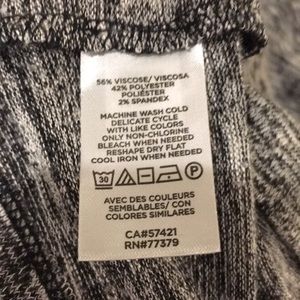 56% VISCOSE/ VISCOSA
42% POLYESTER
POLIÉSTER
2% SPANDEX
MACHINE WASH COLD
DELICATE CYCLE
WITH LIKE COLORS
ONLY NON-CHLORINE
BLEACH WHEN NEEDED
RESHAPE DRY FLAT
COOL IRON WHEN NEEDED
30
AVEC DES COULEURS
SEMBLABLES/ CON
COLORES SIMILARES
CA#57421
RN#77379